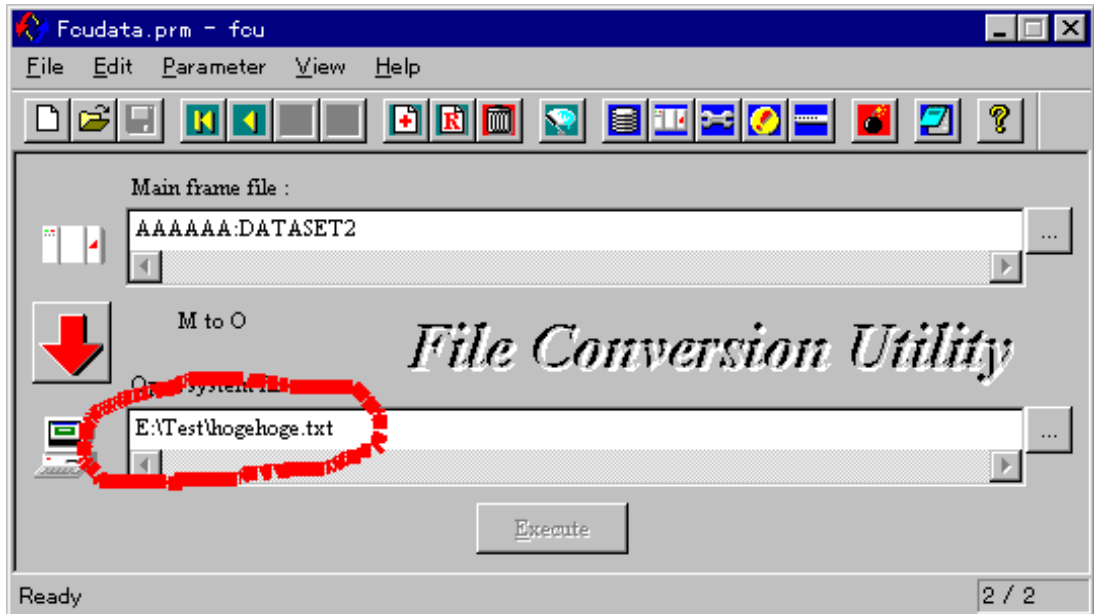 Fcudata.prm - fcu
File Edit Parameter View Help
R ?
Main frame file :
AAAAAA:DATASET2
...
M to O
File Conversion Utility
system
E:\Test\hogehoge.txt
...
Execute
Ready 2 / 2